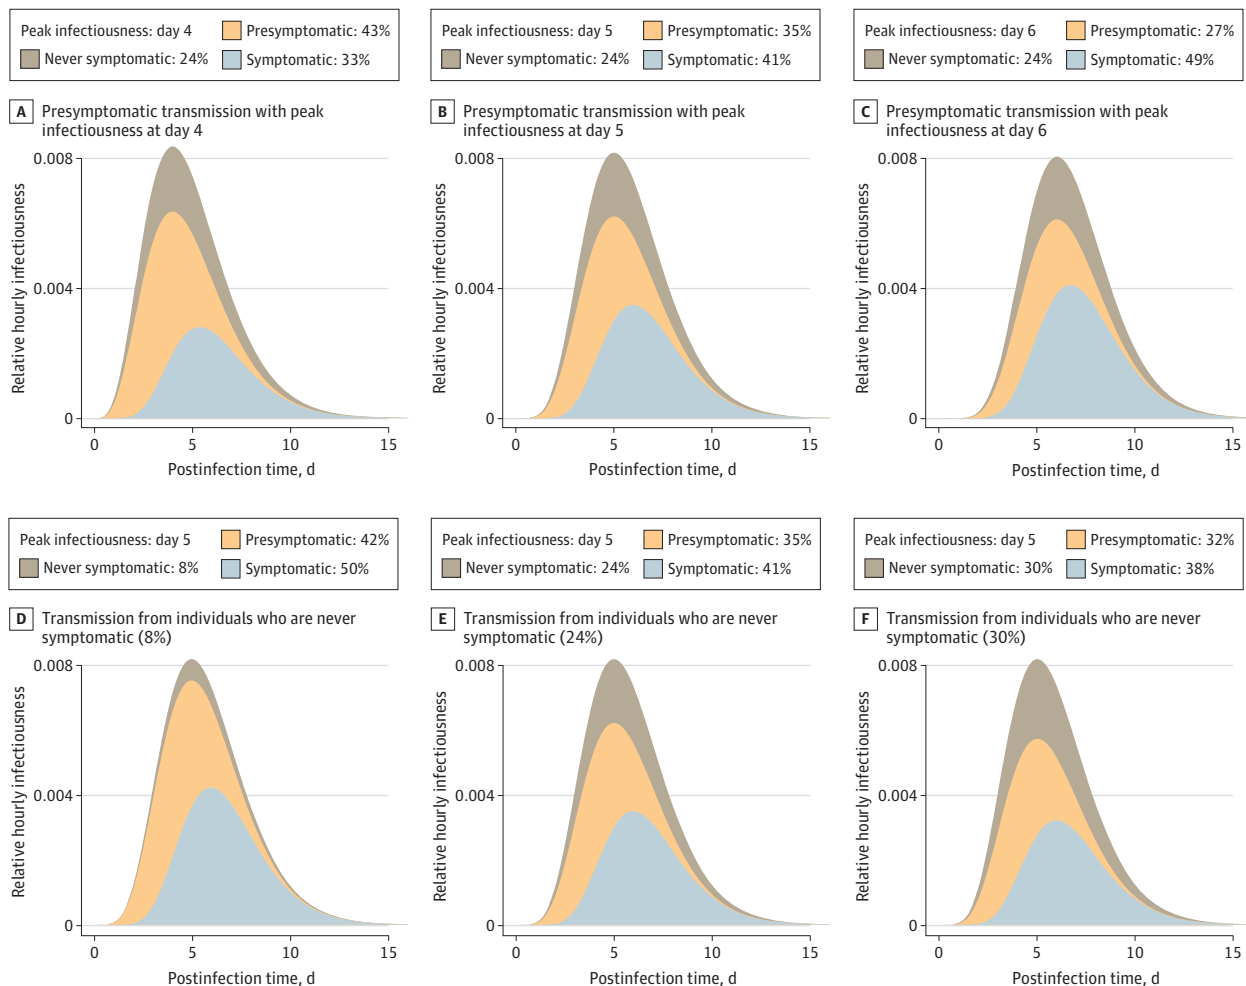 Peak infectiousness: day 4 Presymptomatic: 43%
Never symptomatic: 24% Symptomatic: 33%
A Presymptomatic transmission with peak
infectiousness at day 4
0.008
0.004
0
Relative hourly infectiousness
0 5 10 15
Postinfection time, d
Peak infectiousness: day 5 Presymptomatic: 35%
Never symptomatic: 24% Symptomatic: 41%
B Presymptomatic transmission with peak
infectiousness at day 5
0.008
0.004
0
Relative hourly infectiousness
0 5 10 15
Postinfection time, d
Peak infectiousness: day 6 Presymptomatic: 27%
Never symptomatic: 24% Symptomatic: 49%
C Presymptomatic transmission with peak
infectiousness at day 6
0.008
0.004
0
Relative hourly infectiousness
0 5 10 15
Postinfection time, d
Peak infectiousness: day 5 Presymptomatic: 42%
Never symptomatic: 8% Symptomatic: 50%
D Transmission from individuals who are never
symptomatic (8%)
0.008
0.004
0
Relative hourly infectiousness
0 5 10 15
Postinfection time, d
Peak infectiousness: day 5 Presymptomatic: 35%
Never symptomatic: 24% Symptomatic: 41%
E Transmission from individuals who are never
symptomatic (24%)
0.008
0.004
0
Relative hourly infectiousness
0 5 10 15
Postinfection time, d
Peak infectiousness: day 5 Presymptomatic: 32%
Never symptomatic: 30% Symptomatic: 38%
F Transmission from individuals who are never
symptomatic (30%)
0.008
0.004
0
Relative hourly infectiousness
0 5 10 15
Postinfection time, d